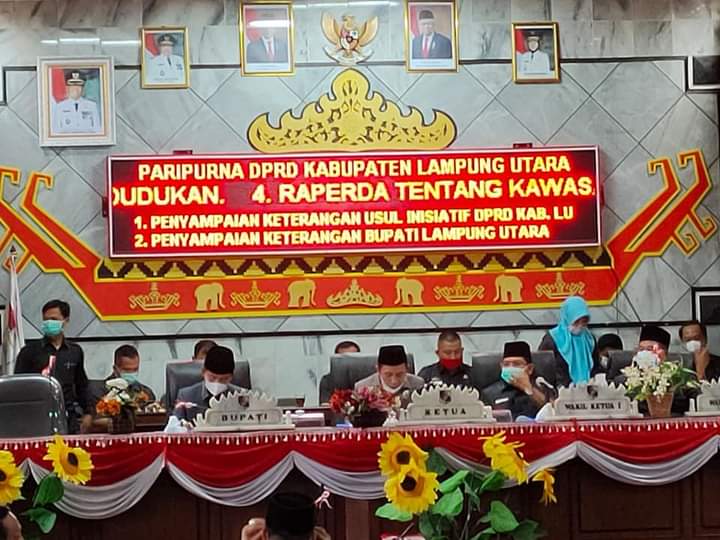 PARIPURNA DPRD KABUPATEN LAMPUNG UTARA
DUDUKAN. 4. RAPERDA TENTANG KAWAS
1. PENYAMPAIAN KETERANGAN USUL INISIATIF DPRD KAB. LU
2. PENYAMPAIAN KETERANGAN BUPATI LAMPUNG UTARA
BUPATI
KETUA
WAKIL KETUA I